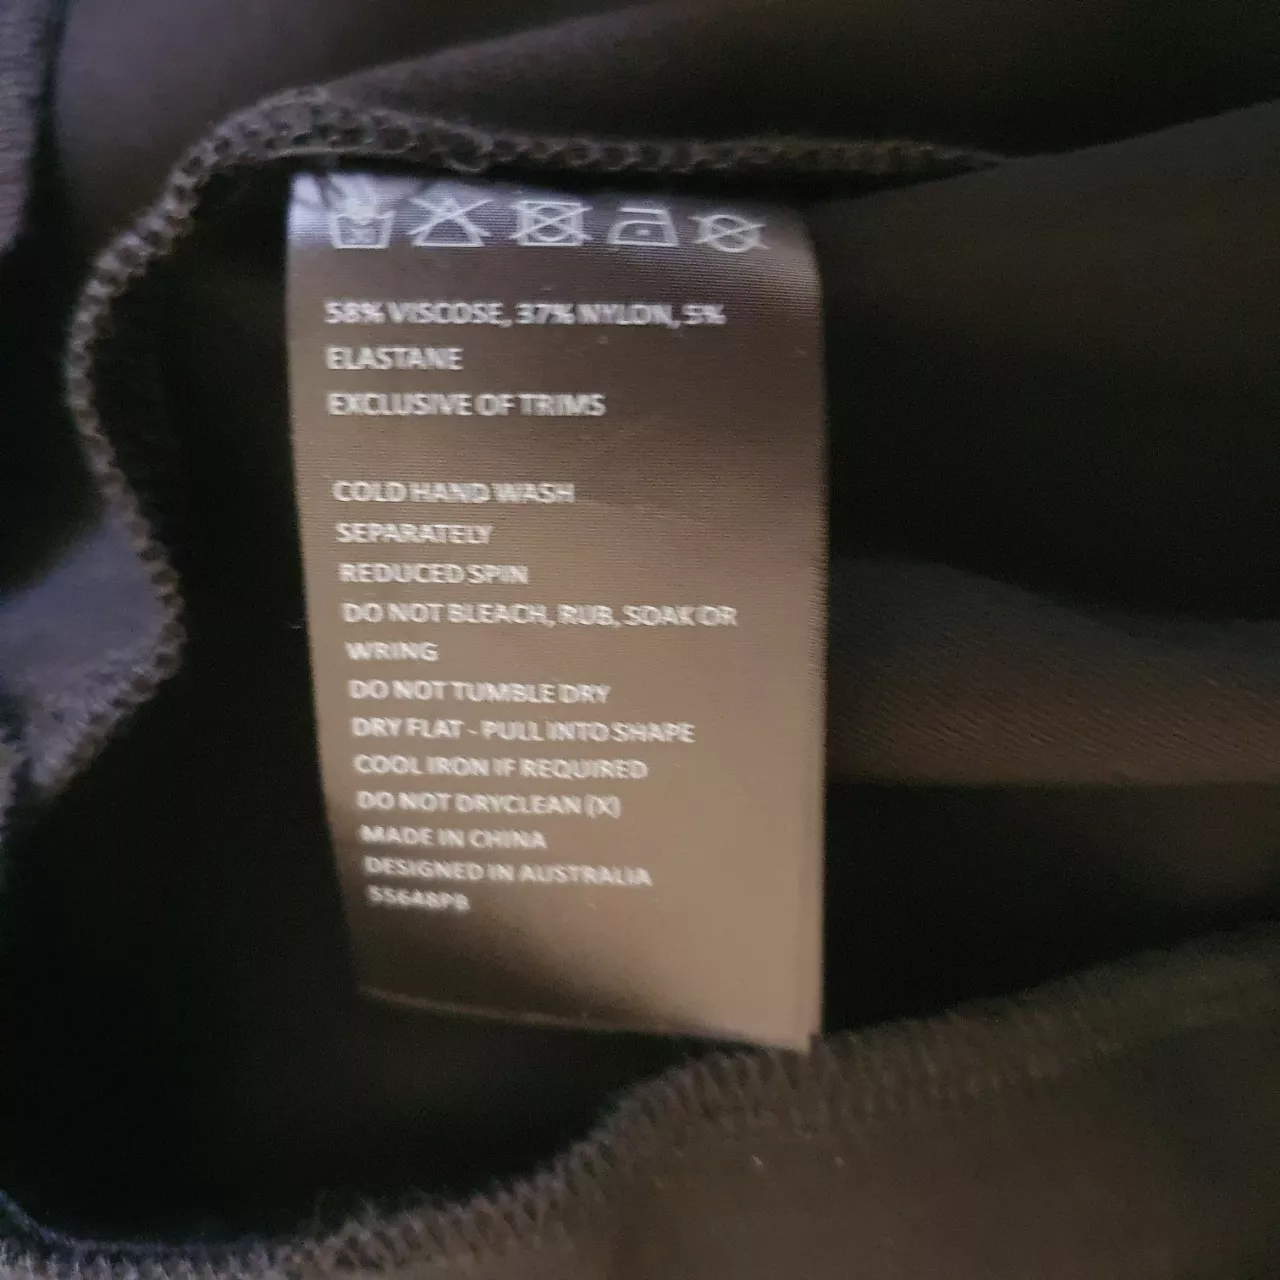 58% VISCOSE, 37% NYLON, 5%
ELASTANE
EXCLUSIVE OF TRIMS
COLD HAND WASH
SEPARATELY
REDUCED SPIN
DO NOT BLEACH, RUB, SOAK OR
WRING
DO NOT TUMBLE DRY
DRY FLAT - PULL INTO SHAPE
COOL IRON IF REQUIRED
DO NOT DRYCLEAN (X)
MADE IN CHINA
DESIGNED IN AUSTRALIA
55648PB